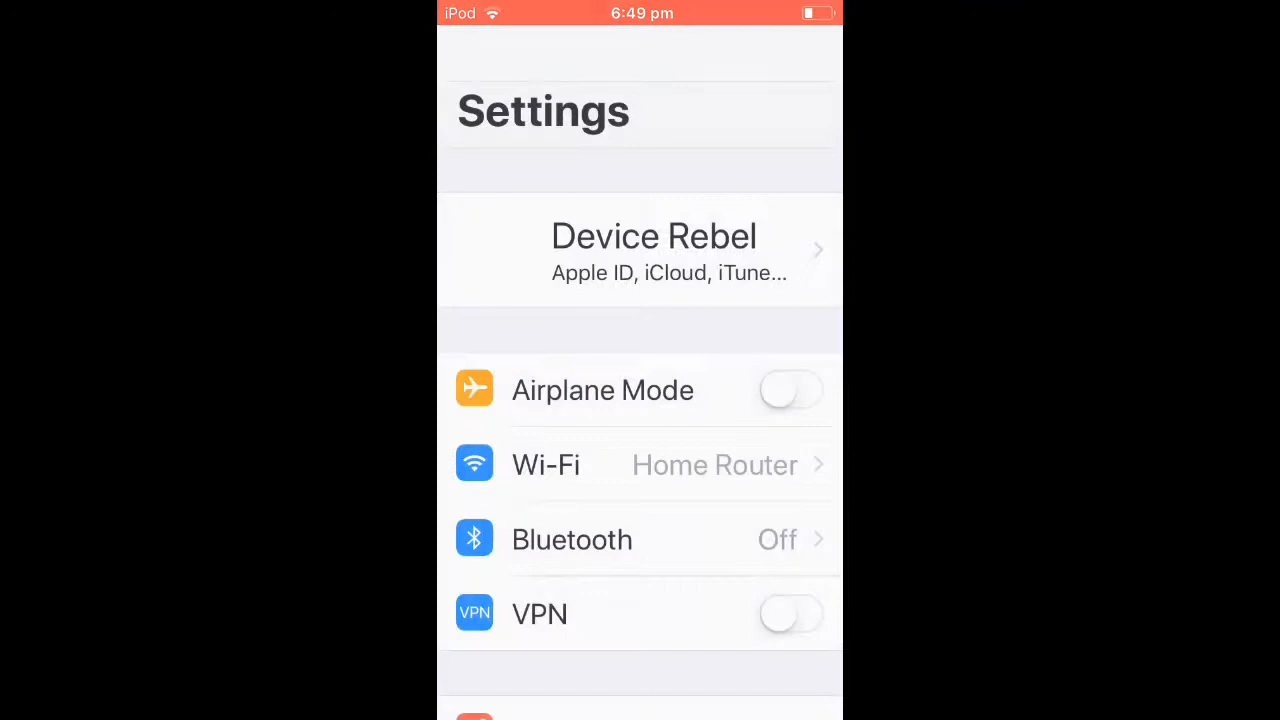 iPod 6:49 pm
Settings
Device Rebel
Apple ID, iCloud, iTune...
Airplane Mode
Wi-Fi Home Router
Bluetooth Off
VPN VPN